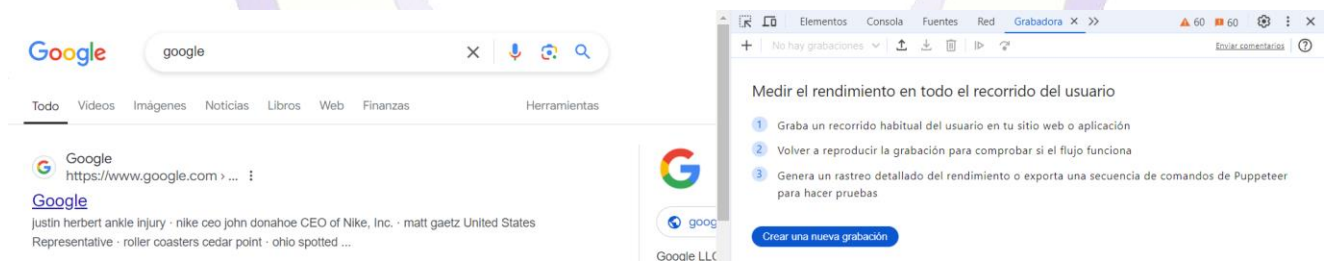 Google
google
Todo Vídeos Imágenes Noticias Libros Web Finanzas Herramientas
Google
https://www.google.com › ...
Google
justin herbert ankle injury · nike ceo john donahoe CEO of Nike, Inc. · matt gaetz United States
Representative · roller coasters cedar point · ohio spotted ...
G
goog
Google LLC
Elementos Consola Fuentes Red Grabadora 60 60
No hay grabaciones Enviar comentarios
Medir el rendimiento en todo el recorrido del usuario
1 Graba un recorrido habitual del usuario en tu sitio web o aplicación
2 Volver a reproducir la grabación para comprobar si el flujo funciona
3 Genera un rastreo detallado del rendimiento o exporta una secuencia de comandos de Puppeteer
para hacer pruebas
Crear una nueva grabación